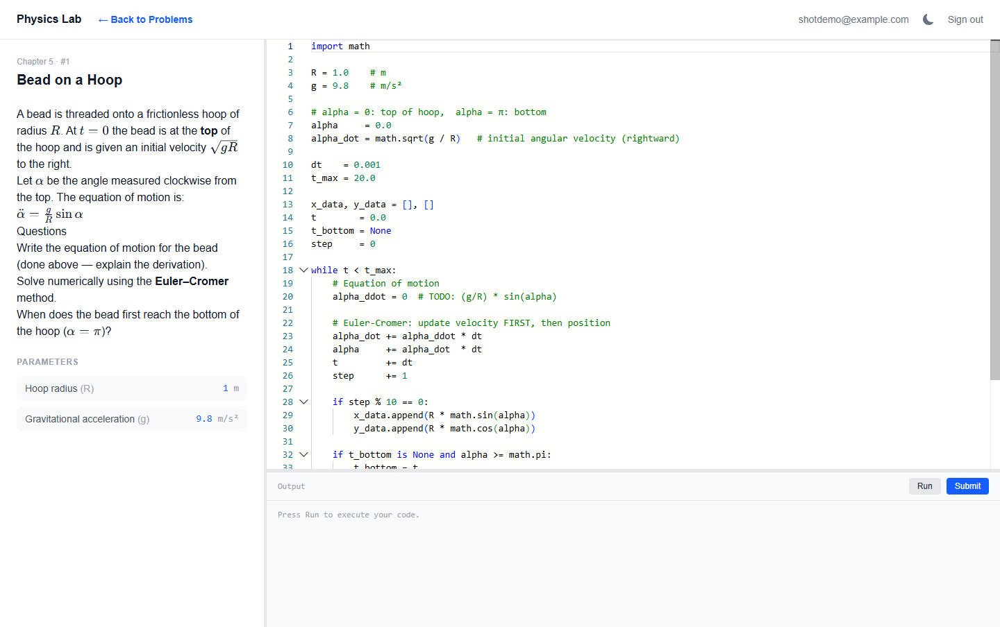 Physics Lab
← Back to Problems
shotdemo@example.com
Sign out
Chapter 5 · #1
Bead on a Hoop
A bead is threaded onto a frictionless hoop of
radius R. At t = 0 the bead is at the top of
the hoop and is given an initial velocity √gR
to the right.
Let α be the angle measured clockwise from
the top. The equation of motion is:
α̈ = g/R sin α
Questions
Write the equation of motion for the bead
(done above — explain the derivation).
Solve numerically using the Euler–Cromer
method.
When does the bead first reach the bottom of
the hoop (α = π)?
PARAMETERS
Hoop radius (R) 1 m
Gravitational acceleration (g) 9.8 m/s²
1 import math
2
3 R = 1.0    # m
4 g = 9.8    # m/s²
5
6 # alpha = 0: top of hoop,  alpha = π: bottom
7 alpha     = 0.0
8 alpha_dot = math.sqrt(g / R)   # initial angular velocity (rightward)
9
10 dt    = 0.001
11 t_max = 20.0
12
13 x_data, y_data = [], []
14 t        = 0.0
15 t_bottom = None
16 step     = 0
17
18 while t < t_max:
19     # Equation of motion
20     alpha_ddot = 0  # TODO: (g/R) * sin(alpha)
21
22     # Euler-Cromer: update velocity FIRST, then position
23     alpha_dot += alpha_ddot * dt
24     alpha     += alpha_dot  * dt
25     t         += dt
26     step      += 1
27
28     if step % 10 == 0:
29         x_data.append(R * math.sin(alpha))
30         y_data.append(R * math.cos(alpha))
31
32     if t_bottom is None and alpha >= math.pi:
33         t_bottom = t
Output
Run
Submit
Press Run to execute your code.